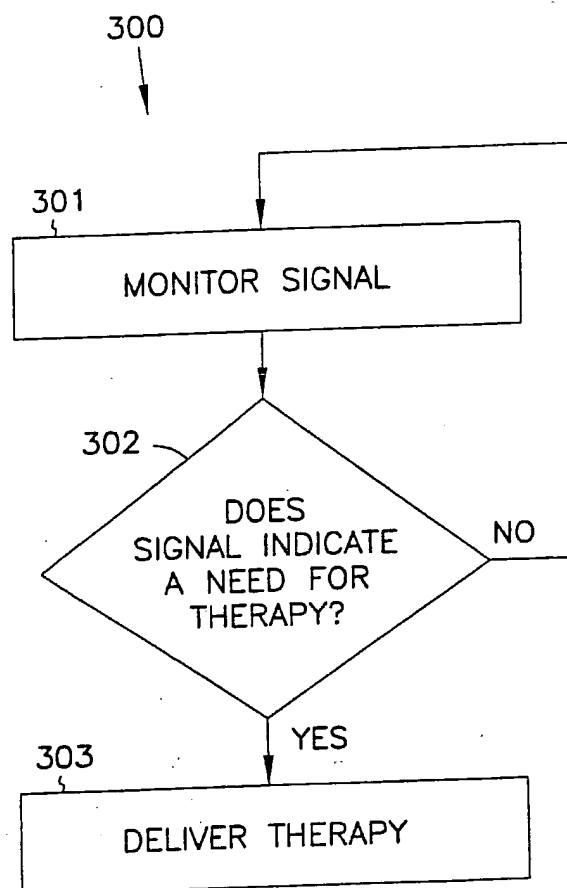 300
301
MONITOR SIGNAL
302
DOES
SIGNAL INDICATE
A NEED FOR
THERAPY?
NO
YES
303
DELIVER THERAPY